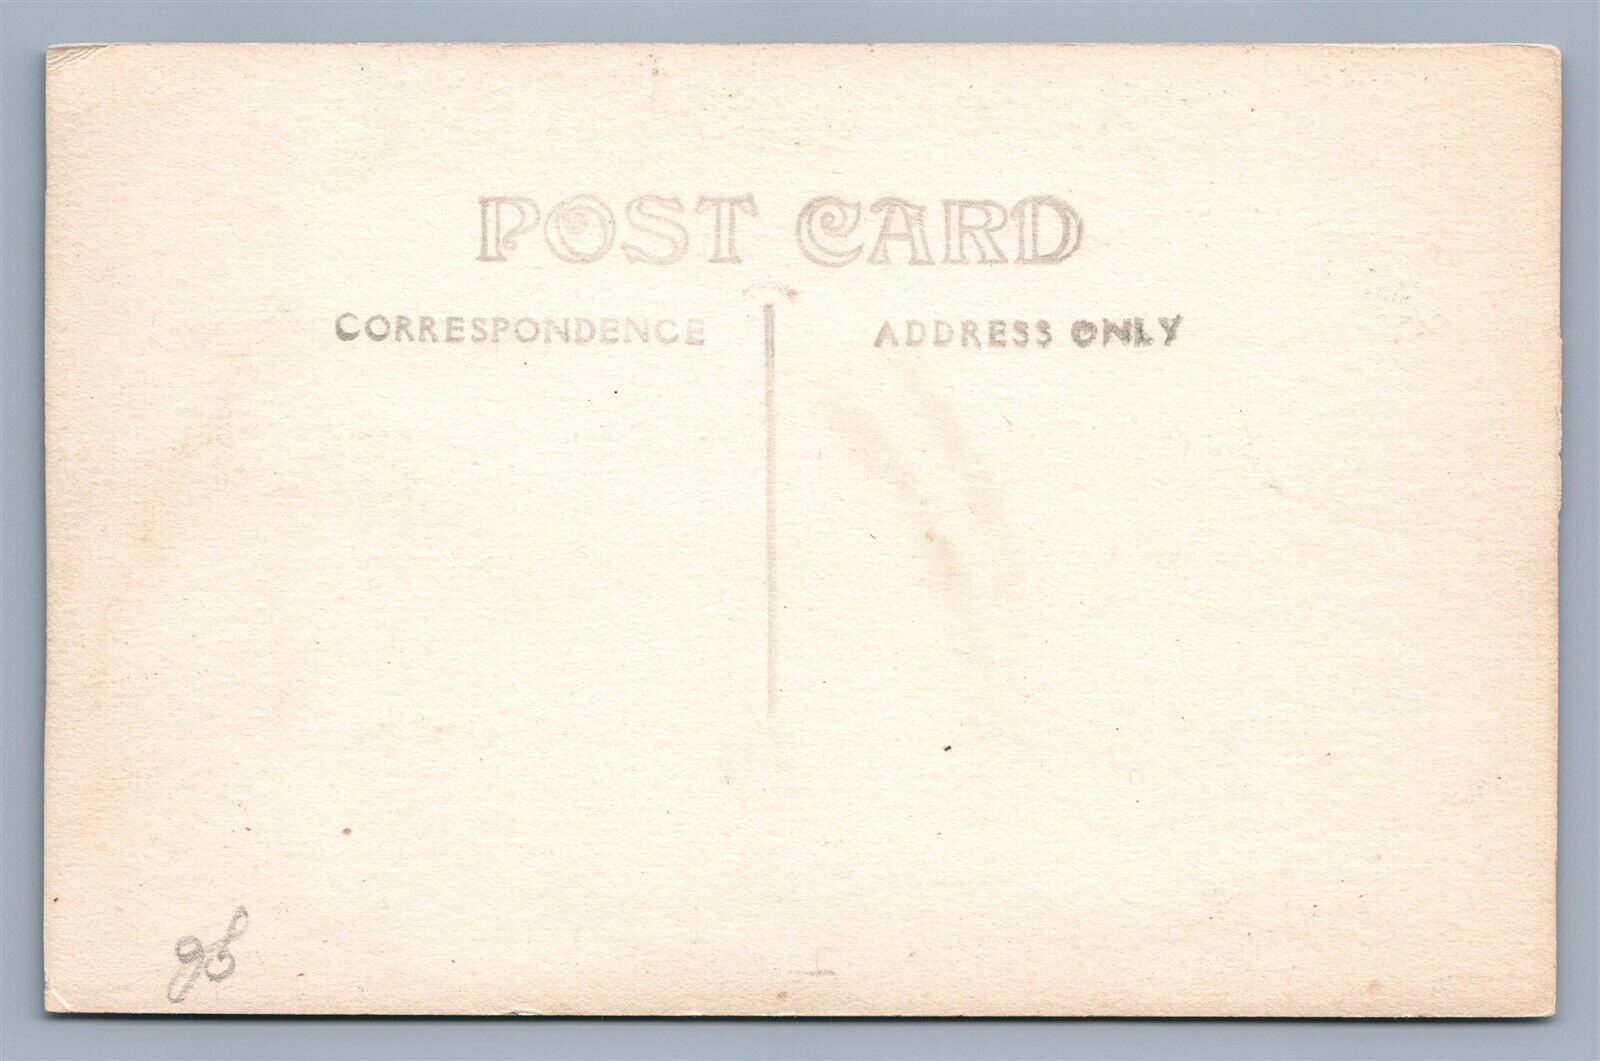 POST CARD
CORRESPONDENCE
ADDRESS ONLY